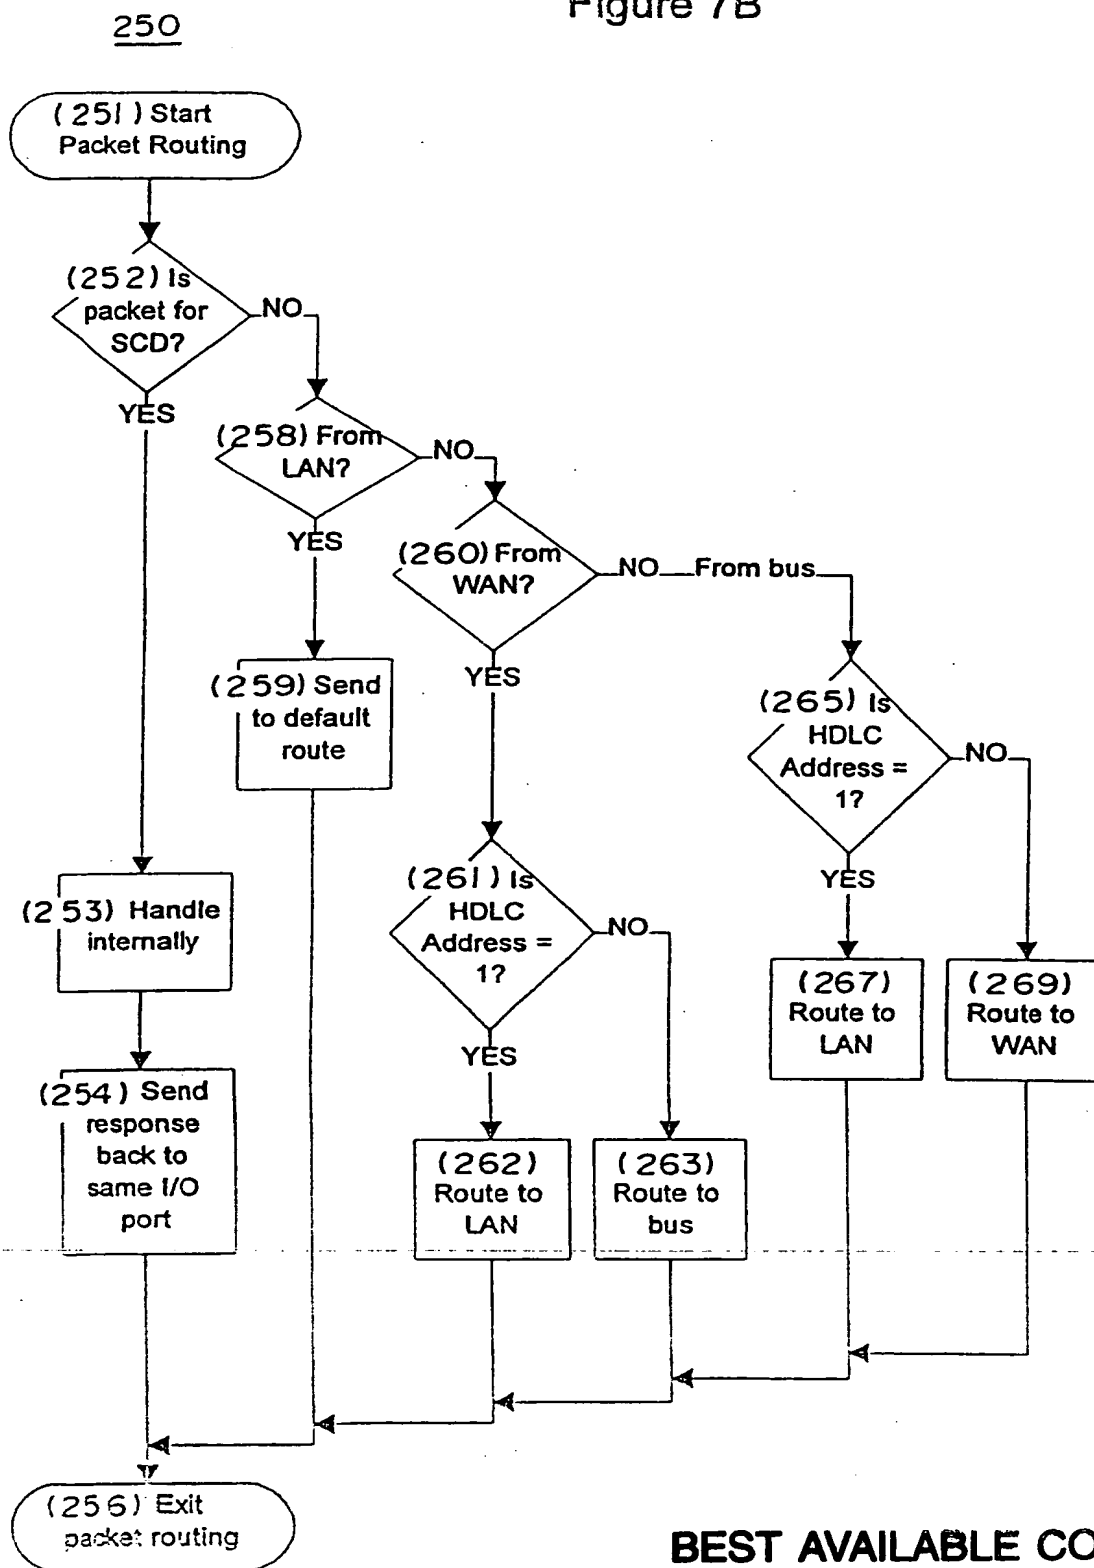 Figure 7B
250
(251) Start
Packet Routing
(252) Is
packet for
SCD?
NO
YES
(258) From
LAN?
NO
YES
(260) From
WAN?
NO
From bus
YES
(259) Send
to default
route
(265) Is
HDLC
Address =
1?
NO
YES
(253) Handle
internally
(261) Is
HDLC
Address =
1?
NO
YES
(267)
Route to
LAN
(269)
Route to
WAN
(254) Send
response
back to
same I/O
port
(262)
Route to
LAN
(263)
Route to
bus
(256) Exit
packet routing
BEST AVAILABLE CO